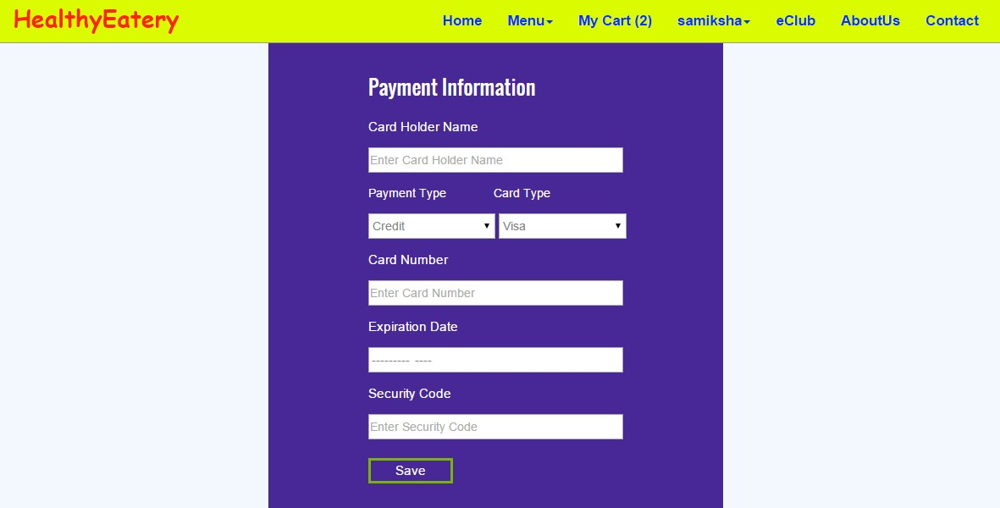 HealthyEatery Home Menu My Cart (2) samiksha eClub AboutUs Contact
Payment Information
Card Holder Name
Enter Card Holder Name
Payment Type Card Type
Credit Visa
Card Number
Enter Card Number
Expiration Date
--------- ----
Security Code
Enter Security Code
Save